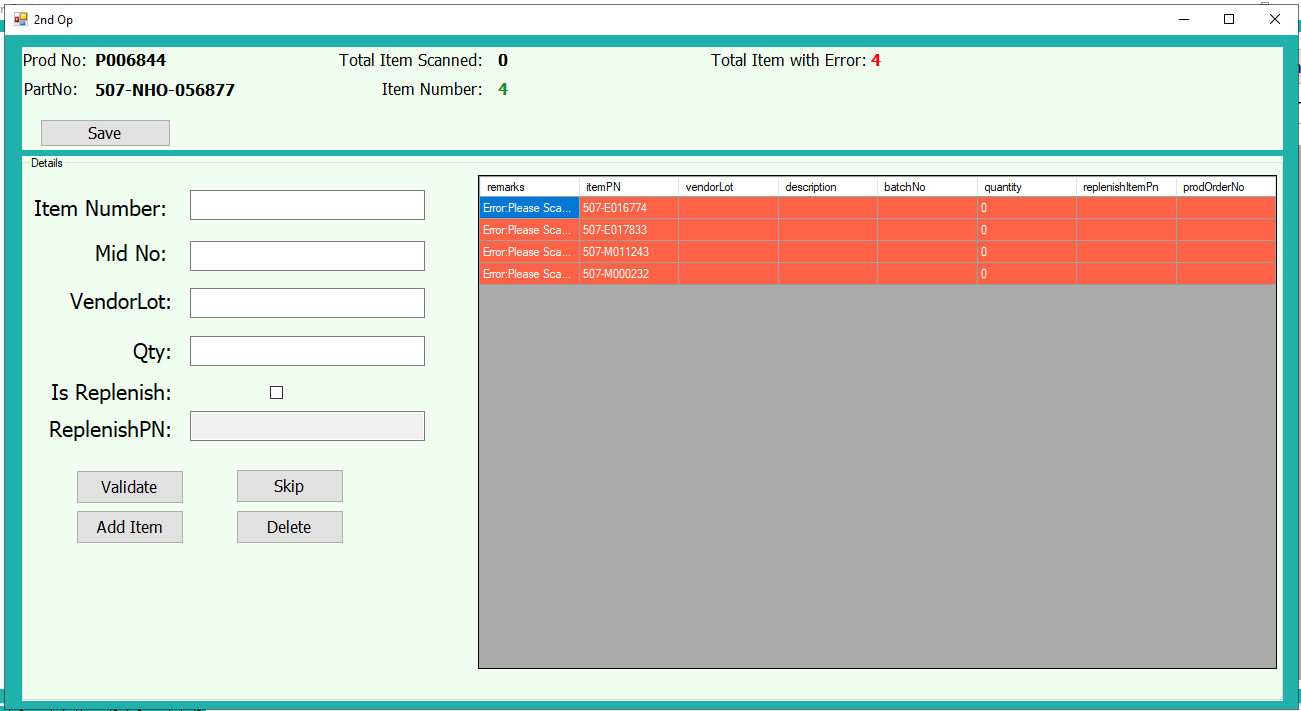 2nd Op
Prod No: P006844 Total Item Scanned: 0 Total Item with Error: 4
PartNo: 507-NHO-056877 Item Number: 4
Save
Details
remarks itemPN vendorLot description batchNo quantity replenishItemPn prodOrderNo
Error:Please Sca... 507-E016774 0
Error:Please Sca... 507-E017833 0
Error:Please Sca... 507-M011243 0
Error:Please Sca... 507-M000232 0
Item Number:
Mid No:
VendorLot:
Qty:
Is Replenish:
ReplenishPN:
Validate Skip
Add Item Delete